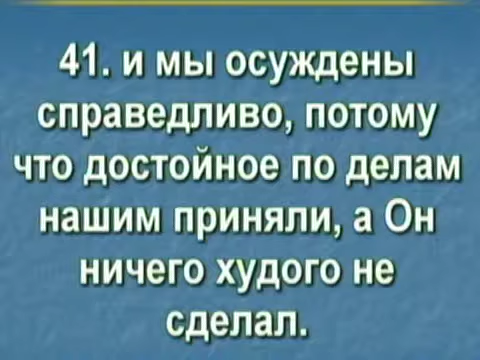 41. и мы осуждены
справедливо, потому
что достойное по делам
нашим приняли, а Он
ничего худого не
сделал.